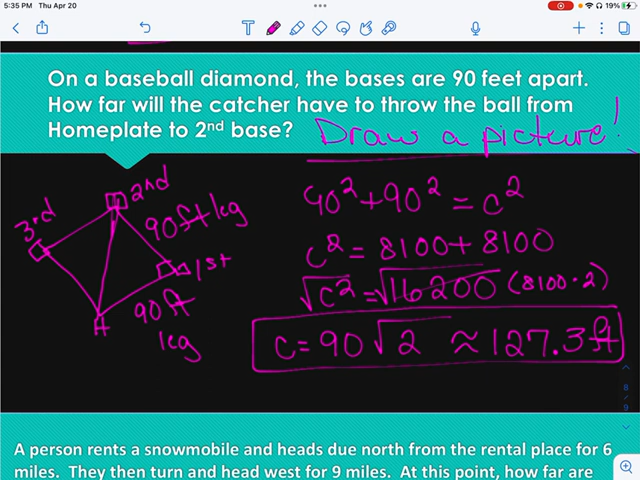 5:35 PM Thu Apr 20
19%
On a baseball diamond, the bases are 90 feet apart.
How far will the catcher have to throw the ball from
Homeplate to 2nd base?
Draw a picture!
2nd
3rd
90ft leg
1st
H
90ft
leg
90² + 90² = c²
c² = 8100 + 8100
√c² = √16200 (8100·2)
c = 90√2 ≈ 127.3 ft
8
/
9
A person rents a snowmobile and heads due north from the rental place for 6
miles. They then turn and head west for 9 miles. At this point, how far are